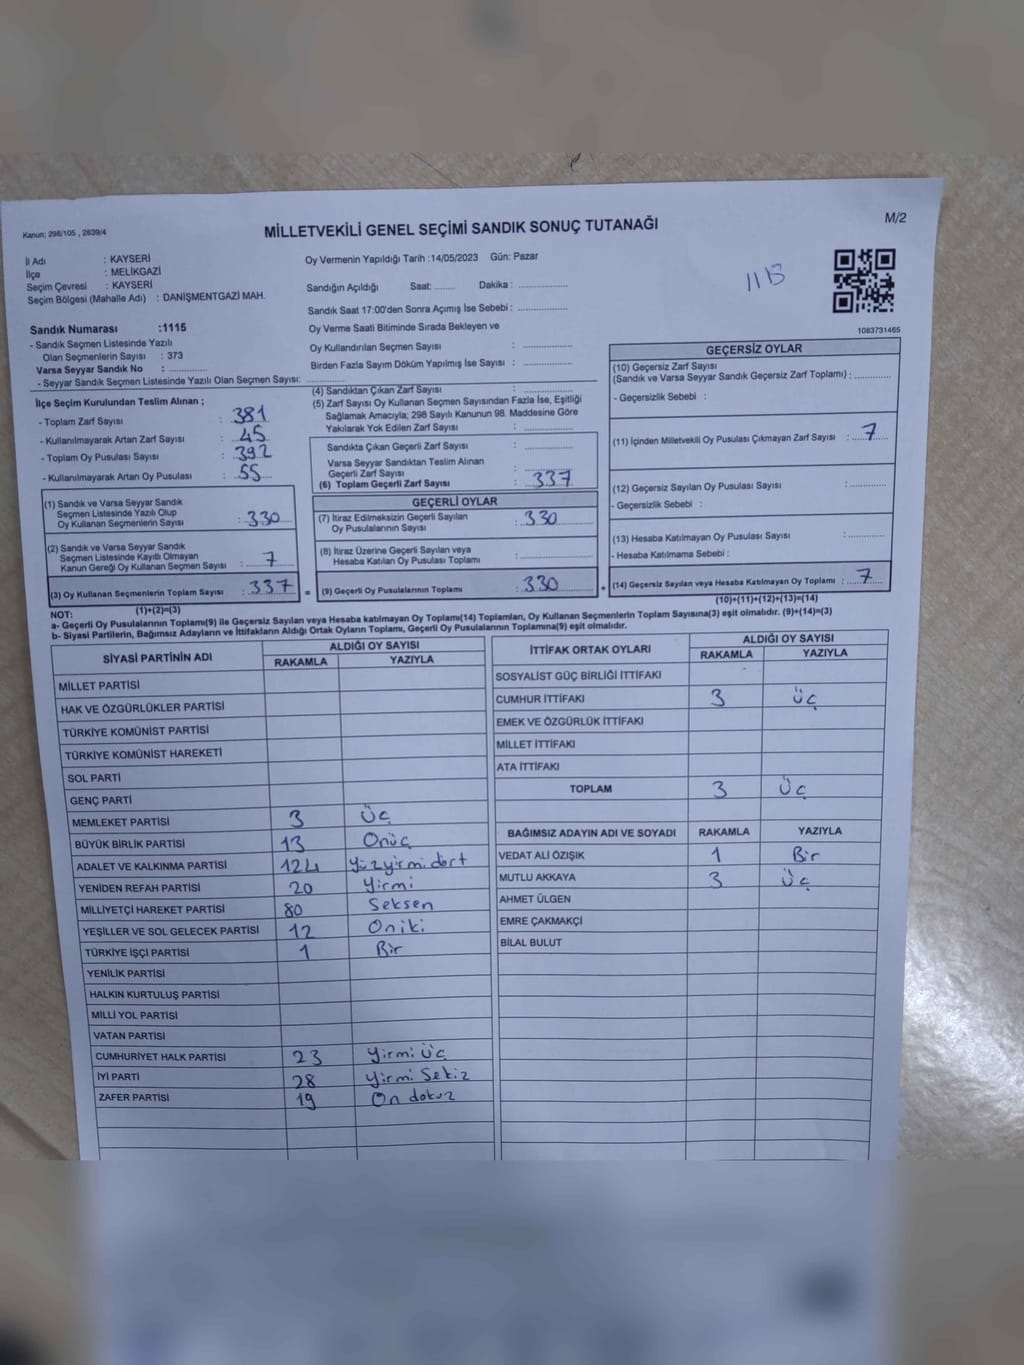 Kanun: 298/105 , 2839/4
MİLLETVEKİLİ GENEL SEÇİMİ SANDIK SONUÇ TUTANAĞI
M/2
İl Adı : KAYSERİ
İlçe : MELİKGAZİ
Seçim Çevresi : KAYSERİ
Seçim Bölgesi (Mahalle Adı) : DANİŞMENTGAZİ MAH.
Sandık Numarası :1115
- Sandık Seçmen Listesinde Yazılı
Olan Seçmenlerin Sayısı : 373
Varsa Seyyar Sandık No : ..............
- Seyyar Sandık Seçmen Listesinde Yazılı Olan Seçmen Sayısı: ..............
Oy Vermenin Yapıldığı Tarih :14/05/2023 Gün: Pazar
Sandığın Açıldığı Saat: ........ Dakika : ..................
Sandık Saat 17:00'den Sonra Açımış İse Sebebi : ..................
Oy Verme Saati Bitiminde Sırada Bekleyen ve
Oy Kullandırılan Seçmen Sayısı : ..................
Birden Fazla Sayım Döküm Yapılmış İse Sayısı : ..................
1083731465
İlçe Seçim Kurulundan Teslim Alınan ;
- Toplam Zarf Sayısı : 381
- Kullanılmayarak Artan Zarf Sayısı : 45
- Toplam Oy Pusulası Sayısı : 392
- Kullanılmayarak Artan Oy Pusulası : 55
(1) Sandık ve Varsa Seyyar Sandık
Seçmen Listesinde Yazılı Olup
Oy Kullanan Seçmenlerin Sayısı : 330
(2) Sandık ve Varsa Seyyar Sandık
Seçmen Listesinde Kayıtlı Olmayan
Kanun Gereği Oy Kullanan Seçmen Sayısı : 7
(3) Oy Kullanan Seçmenlerin Toplam Sayısı : 337
(1)+(2)=(3)
(4) Sandıktan Çıkan Zarf Sayısı : ..................
(5) Zarf Sayısı Oy Kullanan Seçmen Sayısından Fazla İse, Eşitliği
Sağlamak Amacıyla; 298 Sayılı Kanunun 98. Maddesine Göre
Yakılarak Yok Edilen Zarf Sayısı : ..................
Sandıkta Çıkan Geçerli Zarf Sayısı : ..................
Varsa Seyyar Sandıktan Teslim Alınan
Geçerli Zarf Sayısı : ..................
(6) Toplam Geçerli Zarf Sayısı : 337
GEÇERLİ OYLAR
(7) İtiraz Edilmeksizin Geçerli Sayılan
Oy Pusulalarının Sayısı : 330
(8) İtiraz Üzerine Geçerli Sayılan veya
Hesaba Katılan Oy Pusulası Toplamı : ..................
= (9) Geçerli Oy Pusulalarının Toplamı : 330 +
GEÇERSİZ OYLAR
(10) Geçersiz Zarf Sayısı
(Sandık ve Varsa Seyyar Sandık Geçersiz Zarf Toplamı) : ............
- Geçersizlik Sebebi :
(11) İçinden Milletvekili Oy Pusulası Çıkmayan Zarf Sayısı : 7
(12) Geçersiz Sayılan Oy Pusulası Sayısı : ............
- Geçersizlik Sebebi :
(13) Hesaba Katılmayan Oy Pusulası Sayısı : ............
- Hesaba Katılmama Sebebi :
(14) Geçersiz Sayılan veya Hesaba Katılmayan Oy Toplamı : 7
(10)+(11)+(12)+(13)=(14)
NOT:
a- Geçerli Oy Pusulalarının Toplamı(9) ile Geçersiz Sayılan veya Hesaba katılmayan Oy Toplamı(14) Toplamları, Oy Kullanan Seçmenlerin Toplam Sayısına(3) eşit olmalıdır. (9)+(14)=(3)
b- Siyasi Partilerin, Bağımsız Adayların ve İttifakların Aldığı Ortak Oyların Toplamı, Geçerli Oy Pusulalarının Toplamına(9) eşit olmalıdır.
SİYASİ PARTİNİN ADI ALDIĞI OY SAYISI
RAKAMLA YAZIYLA
MİLLET PARTİSİ
HAK VE ÖZGÜRLÜKLER PARTİSİ
TÜRKİYE KOMÜNİST PARTİSİ
TÜRKİYE KOMÜNİST HAREKETİ
SOL PARTİ
GENÇ PARTİ
MEMLEKET PARTİSİ 3 Üç
BÜYÜK BİRLİK PARTİSİ 13 Onüç
ADALET VE KALKINMA PARTİSİ 124 Yüzyirmidört
YENİDEN REFAH PARTİSİ 20 Yirmi
MİLLİYETÇİ HAREKET PARTİSİ 80 Seksen
YEŞİLLER VE SOL GELECEK PARTİSİ 12 Oniki
TÜRKİYE İŞÇİ PARTİSİ 1 Bir
YENİLİK PARTİSİ
HALKIN KURTULUŞ PARTİSİ
MİLLİ YOL PARTİSİ
VATAN PARTİSİ
CUMHURİYET HALK PARTİSİ 23 Yirmi Üç
İYİ PARTİ 28 Yirmi Sekiz
ZAFER PARTİSİ 19 On dokuz
İTTİFAK ORTAK OYLARI ALDIĞI OY SAYISI
RAKAMLA YAZIYLA
SOSYALİST GÜÇ BİRLİĞİ İTTİFAKI
CUMHUR İTTİFAKI 3 Üç
EMEK VE ÖZGÜRLÜK İTTİFAKI
MİLLET İTTİFAKI
ATA İTTİFAKI
TOPLAM 3 Üç
BAĞIMSIZ ADAYIN ADI VE SOYADI RAKAMLA YAZIYLA
VEDAT ALİ ÖZIŞIK 1 Bir
MUTLU AKKAYA 3 Üç
AHMET ÜLGEN
EMRE ÇAKMAKÇİ
BİLAL BULUT